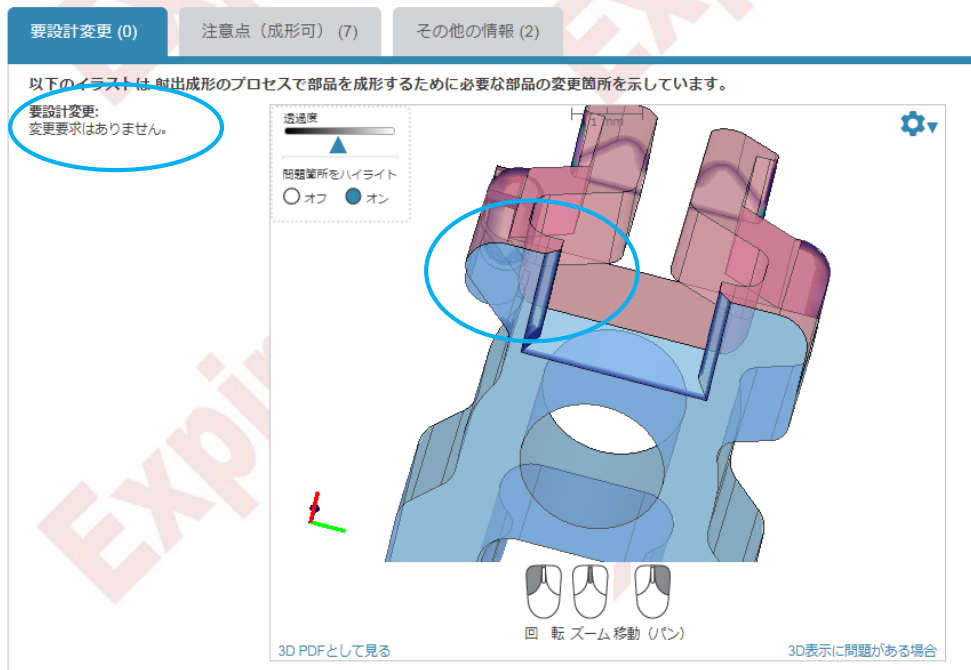 要設計変更 (0)
注意点（成形可） (7)
その他の情報 (2)
以下のイラストは 射出成形のプロセスで部品を成形するために必要な部品の変更箇所を示しています。
要設計変更:
変更要求はありません。
透過度
1 mm
問題箇所をハイライト
オフ オン
回 転 ズーム 移動（パン）
3D PDFとして見る
3D表示に問題がある場合